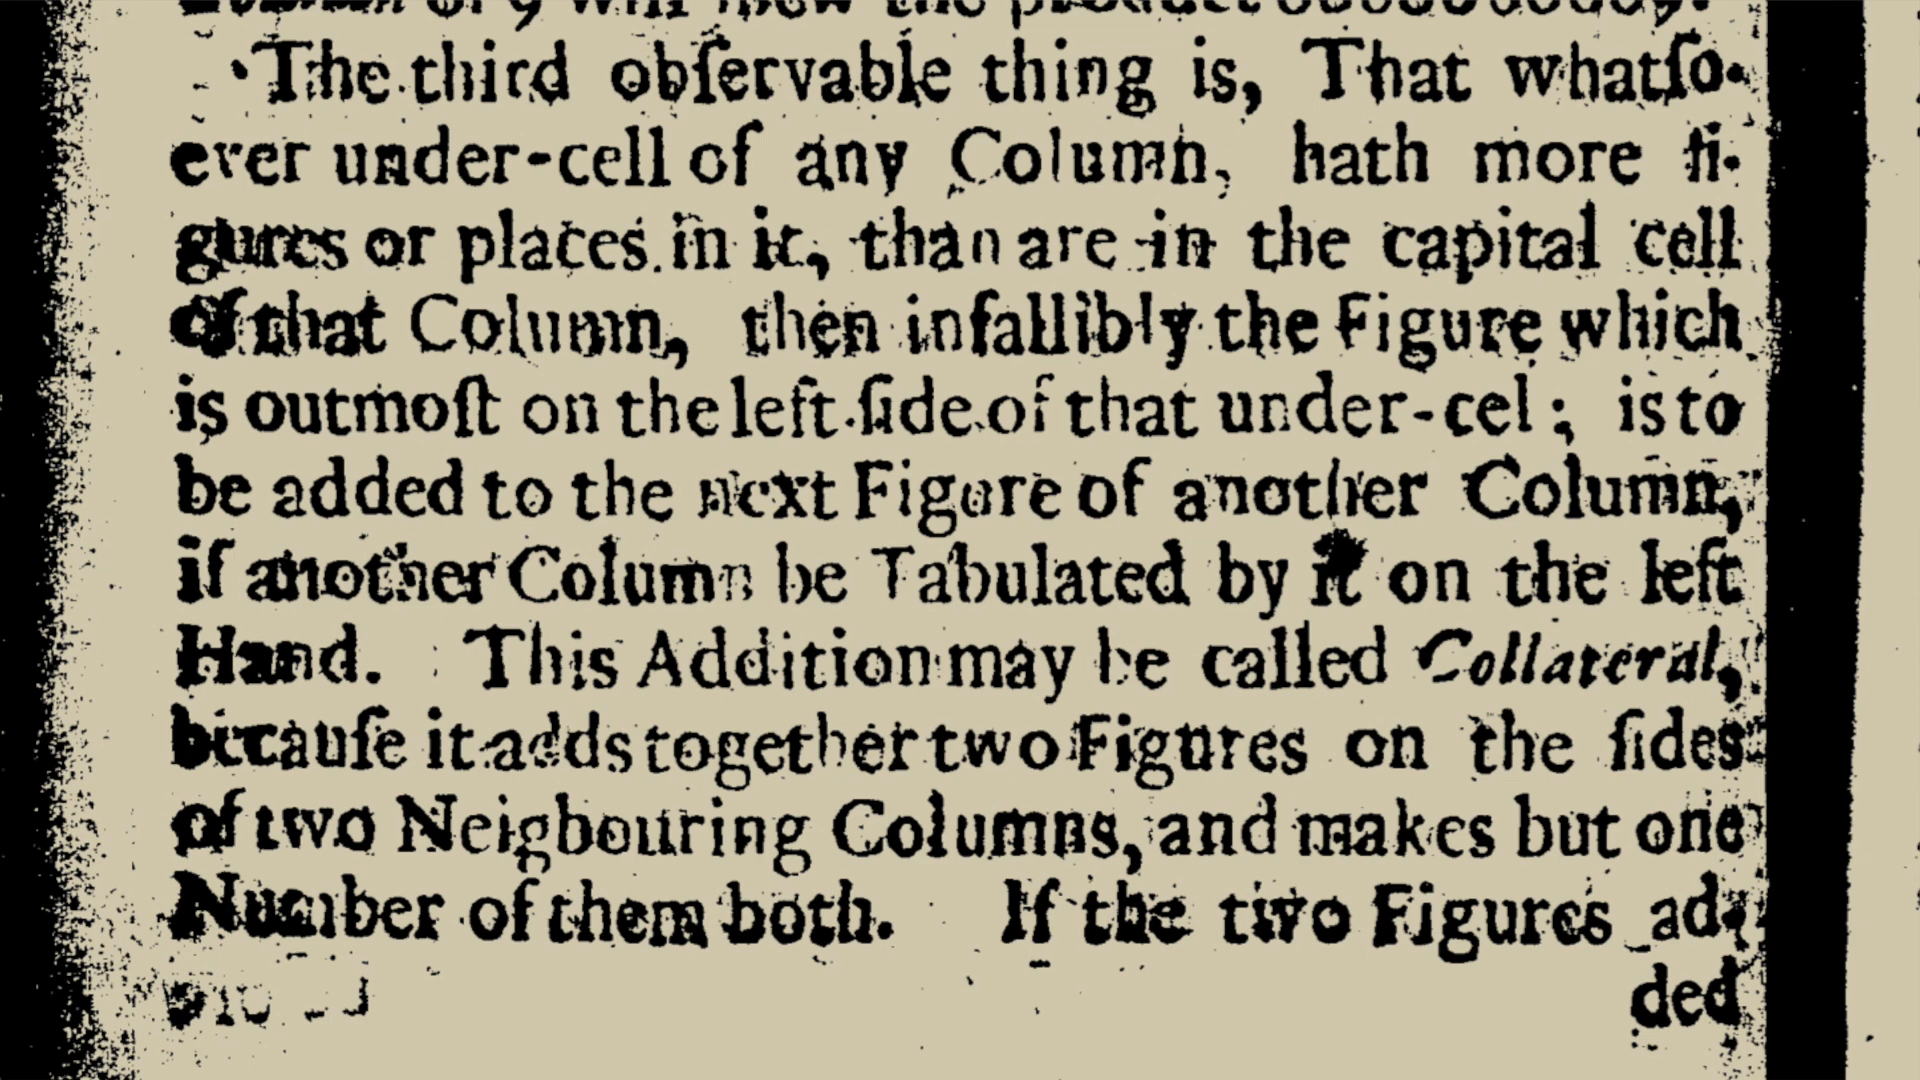 will shew the product
The third obſervable thing is, That whatſo-
ever under-cell of any Column, hath more fi-
gures or places in it, than are in the capital cell
of that Column, then infallibly the Figure which
is outmoſt on the left ſide of that under-cel; is to
be added to the next Figure of another Column,
if another Column be Tabulated by it on the left
Hand. This Addition may be called Collateral,
becauſe it adds together two Figures on the ſides
of two Neigbouring Columns, and makes but one
Number of them both. If the two Figures ad-
ded